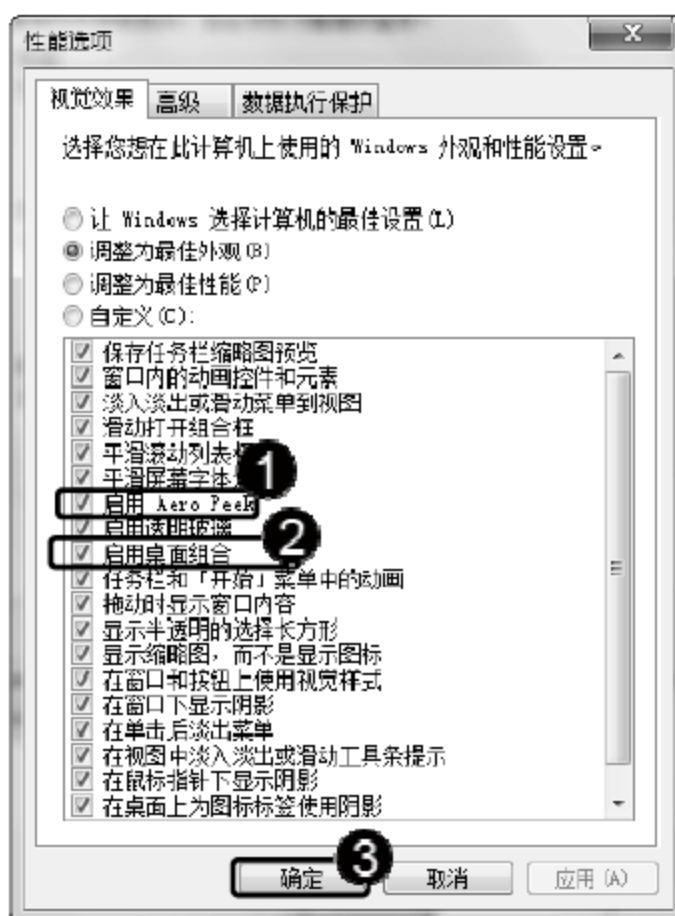 性能选项
视觉效果 高级 数据执行保护
选择您想在此计算机上使用的 Windows 外观和性能设置。
让 Windows 选择计算机的最佳设置(L)
调整为最佳外观(B)
调整为最佳性能(P)
自定义(C):
保存任务栏缩略图预览
窗口内的动画控件和元素
淡入淡出或滑动菜单到视图
滑动打开组合框
平滑滚动列表
1
平滑屏幕字体
启用 Aero Peek
启用透明玻璃
2
启用桌面组合
任务栏和「开始」菜单中的动画
拖动时显示窗口内容
显示半透明的选择长方形
显示缩略图，而不是显示图标
在窗口和按钮上使用视觉样式
在窗口下显示阴影
在单击后淡出菜单
在视图中淡入淡出或滑动工具条提示
在鼠标指针下显示阴影
在桌面上为图标标签使用阴影
确定 3 取消 应用(A)